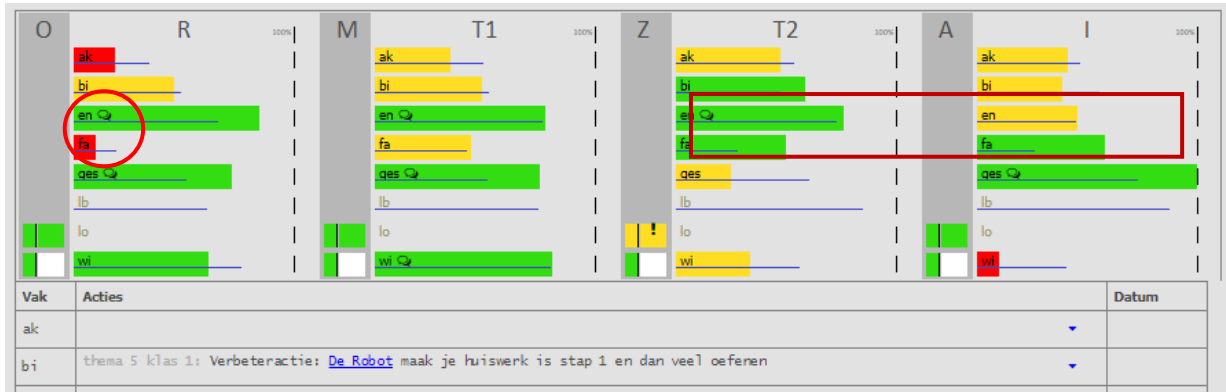 O R 100% M T1 100% Z T2 100% A I 100%
ak ak ak ak
bi bi bi bi
en en en en
fa fa fa fa
ges ges ges ges
lb lb lb lb
lo lo ! lo lo
wi wi wi wi
Vak Acties Datum
ak
bi thema 5 klas 1: Verbeteractie: De Robot maak je huiswerk is stap 1 en dan veel oefenen